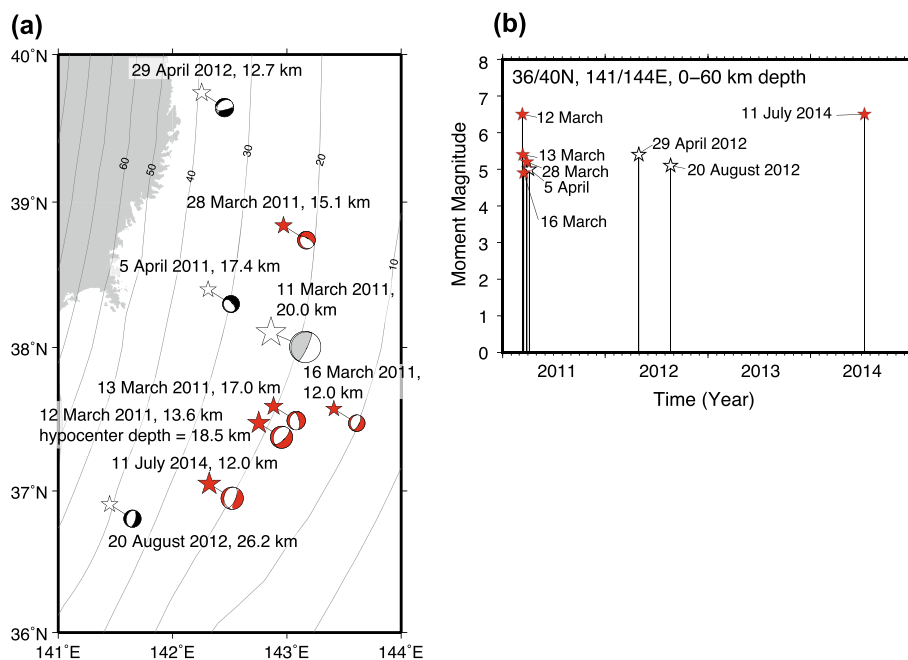 (a)
40˚N
39˚N
38˚N
37˚N
36˚N
141˚E
142˚E
143˚E
144˚E
29 April 2012, 12.7 km
60
50
40
30
20
10
28 March 2011, 15.1 km
5 April 2011, 17.4 km
11 March 2011,
20.0 km
16 March 2011,
12.0 km
13 March 2011, 17.0 km
12 March 2011, 13.6 km
hypocenter depth = 18.5 km
11 July 2014, 12.0 km
20 August 2012, 26.2 km
(b)
36/40N, 141/144E, 0–60 km depth
8
7
6
5
4
3
2
1
0
Moment Magnitude
12 March
13 March
28 March
5 April
16 March
29 April 2012
20 August 2012
11 July 2014
2011
2012
2013
2014
Time (Year)